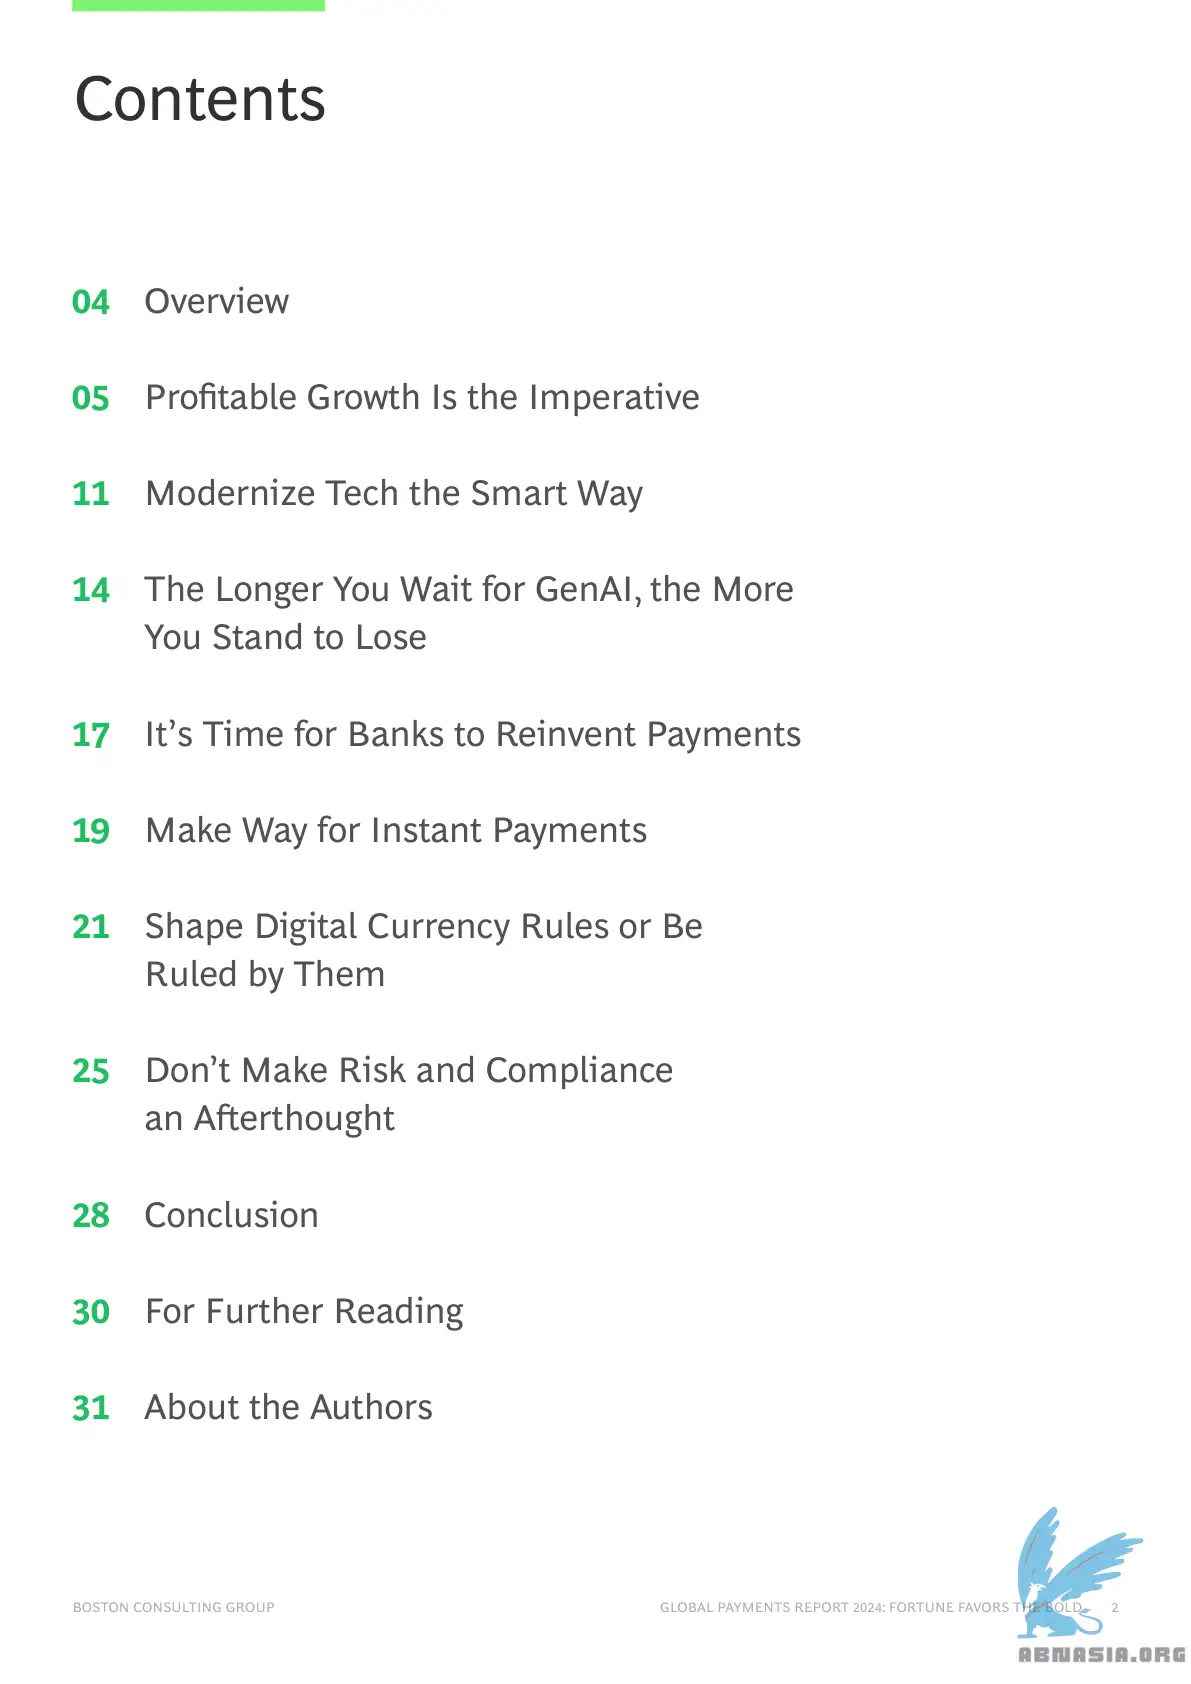 Contents
04 Overview
05 Profitable Growth Is the Imperative
11 Modernize Tech the Smart Way
14 The Longer You Wait for GenAI, the More
You Stand to Lose
17 It’s Time for Banks to Reinvent Payments
19 Make Way for Instant Payments
21 Shape Digital Currency Rules or Be
Ruled by Them
25 Don’t Make Risk and Compliance
an Afterthought
28 Conclusion
30 For Further Reading
31 About the Authors
BOSTON CONSULTING GROUP
GLOBAL PAYMENTS REPORT 2024: FORTUNE FAVORS THE BOLD 2
ABNASIA.ORG